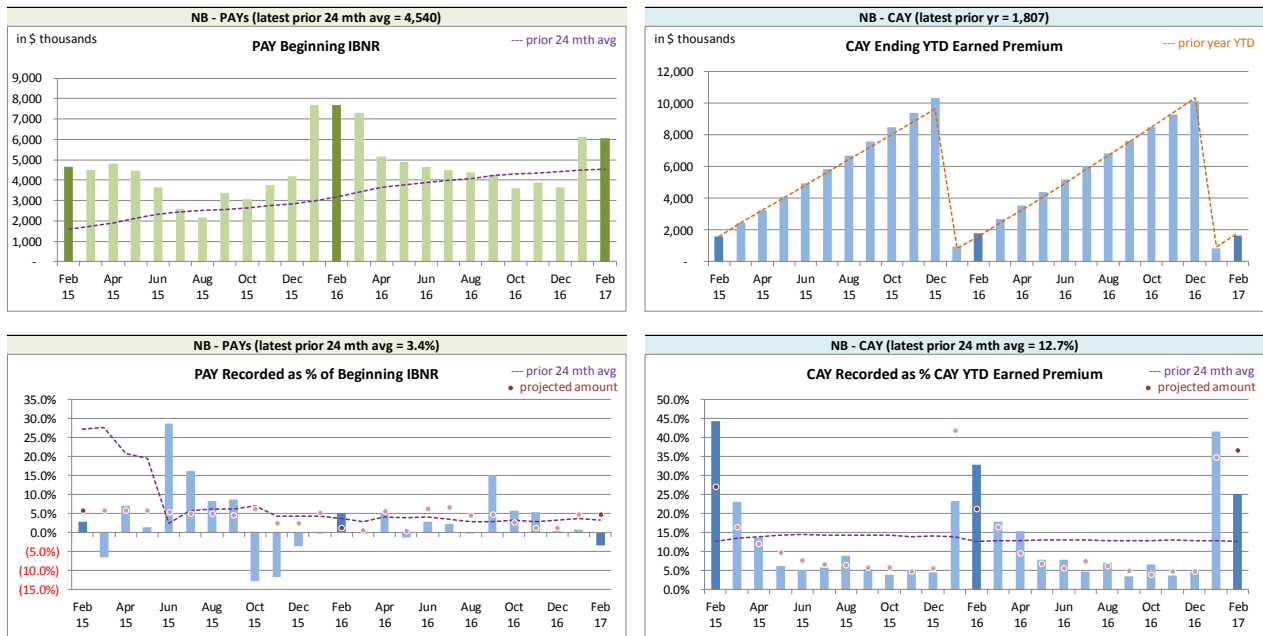 NB - PAYs (latest prior 24 mth avg = 4,540)
in $ thousands
PAY Beginning IBNR
--- prior 24 mth avg
9,000
8,000
7,000
6,000
5,000
4,000
3,000
2,000
1,000
-
Feb Apr Jun Aug Oct Dec Feb Apr Jun Aug Oct Dec Feb
15 15 15 15 15 15 16 16 16 16 16 16 17
NB - CAY (latest prior yr = 1,807)
in $ thousands
CAY Ending YTD Earned Premium
--- prior year YTD
12,000
10,000
8,000
6,000
4,000
2,000
-
Feb Apr Jun Aug Oct Dec Feb Apr Jun Aug Oct Dec Feb
15 15 15 15 15 15 16 16 16 16 16 16 17
NB - PAYs (latest prior 24 mth avg = 3.4%)
PAY Recorded as % of Beginning IBNR
--- prior 24 mth avg
• projected amount
35.0%
30.0%
25.0%
20.0%
15.0%
10.0%
5.0%
0.0%
(5.0%)
(10.0%)
(15.0%)
Feb Apr Jun Aug Oct Dec Feb Apr Jun Aug Oct Dec Feb
15 15 15 15 15 15 16 16 16 16 16 16 17
NB - CAY (latest prior 24 mth avg = 12.7%)
CAY Recorded as % CAY YTD Earned Premium
--- prior 24 mth avg
• projected amount
50.0%
45.0%
40.0%
35.0%
30.0%
25.0%
20.0%
15.0%
10.0%
5.0%
0.0%
Feb Apr Jun Aug Oct Dec Feb Apr Jun Aug Oct Dec Feb
15 15 15 15 15 15 16 16 16 16 16 16 17